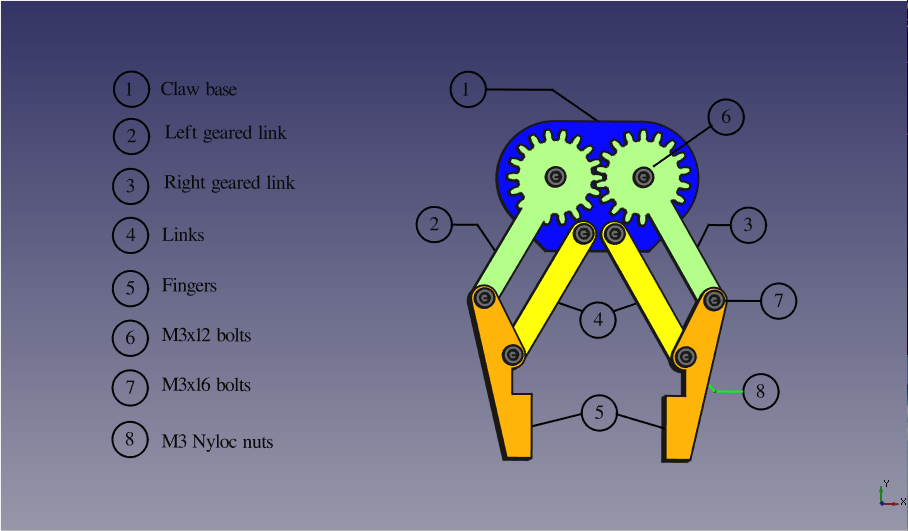 1 Claw base
2 Left geared link
3 Right geared link
4 Links
5 Fingers
6 M3x12 bolts
7 M3x16 bolts
8 M3 Nyloc nuts
1
6
2
3
7
4
8
5
Y
X